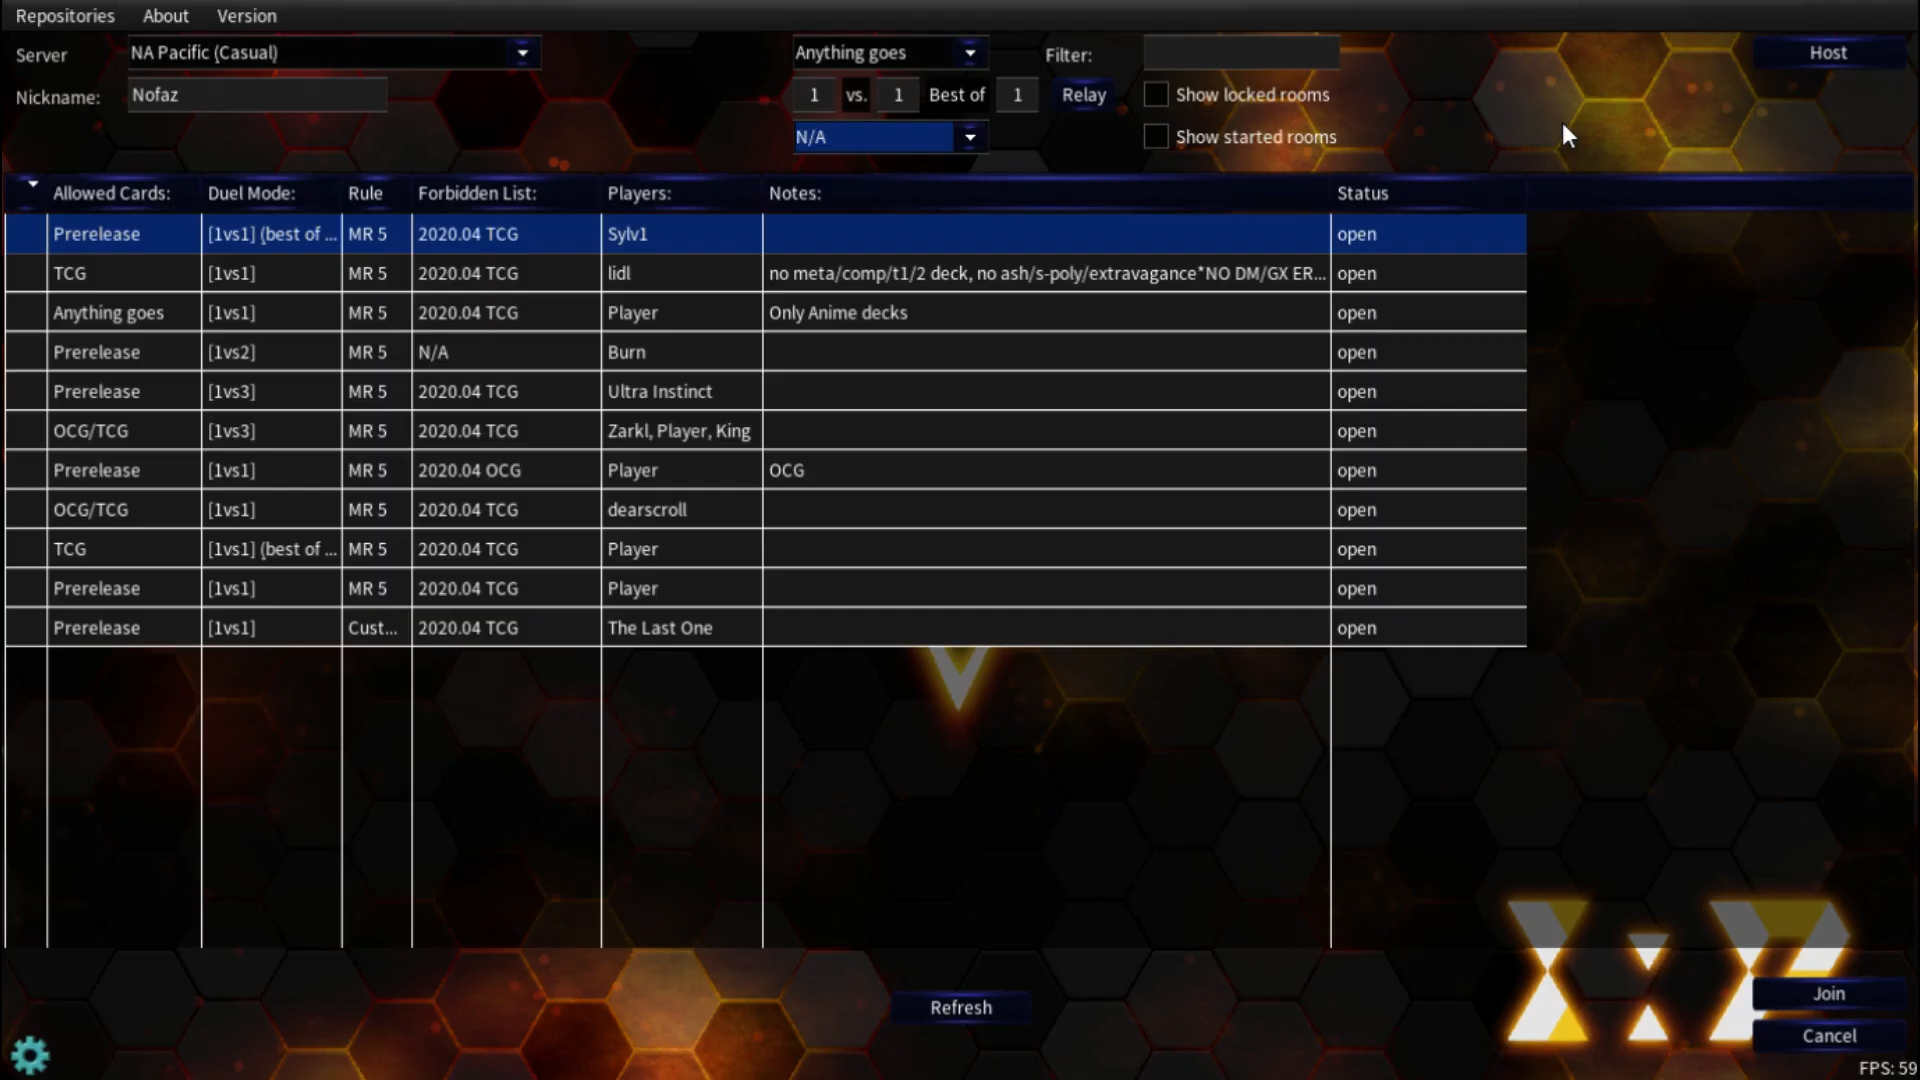 Repositories About Version
Server NA Pacific (Casual) Anything goes Filter: Host
Nickname: Nofaz 1 vs. 1 Best of 1 Relay Show locked rooms
N/A Show started rooms
Allowed Cards: Duel Mode: Rule Forbidden List: Players: Notes: Status
Prerelease [1vs1] (best of ... MR 5 2020.04 TCG Sylv1 open
TCG [1vs1] MR 5 2020.04 TCG lidl no meta/comp/t1/2 deck, no ash/s-poly/extravagance*NO DM/GX ER... open
Anything goes [1vs1] MR 5 2020.04 TCG Player Only Anime decks open
Prerelease [1vs2] MR 5 N/A Burn open
Prerelease [1vs3] MR 5 2020.04 TCG Ultra Instinct open
OCG/TCG [1vs3] MR 5 2020.04 TCG Zarkl, Player, King open
Prerelease [1vs1] MR 5 2020.04 OCG Player OCG open
OCG/TCG [1vs1] MR 5 2020.04 TCG dearscroll open
TCG [1vs1] (best of ... MR 5 2020.04 TCG Player open
Prerelease [1vs1] MR 5 2020.04 TCG Player open
Prerelease [1vs1] Cust... 2020.04 TCG The Last One open
Refresh
Join
Cancel
FPS: 59